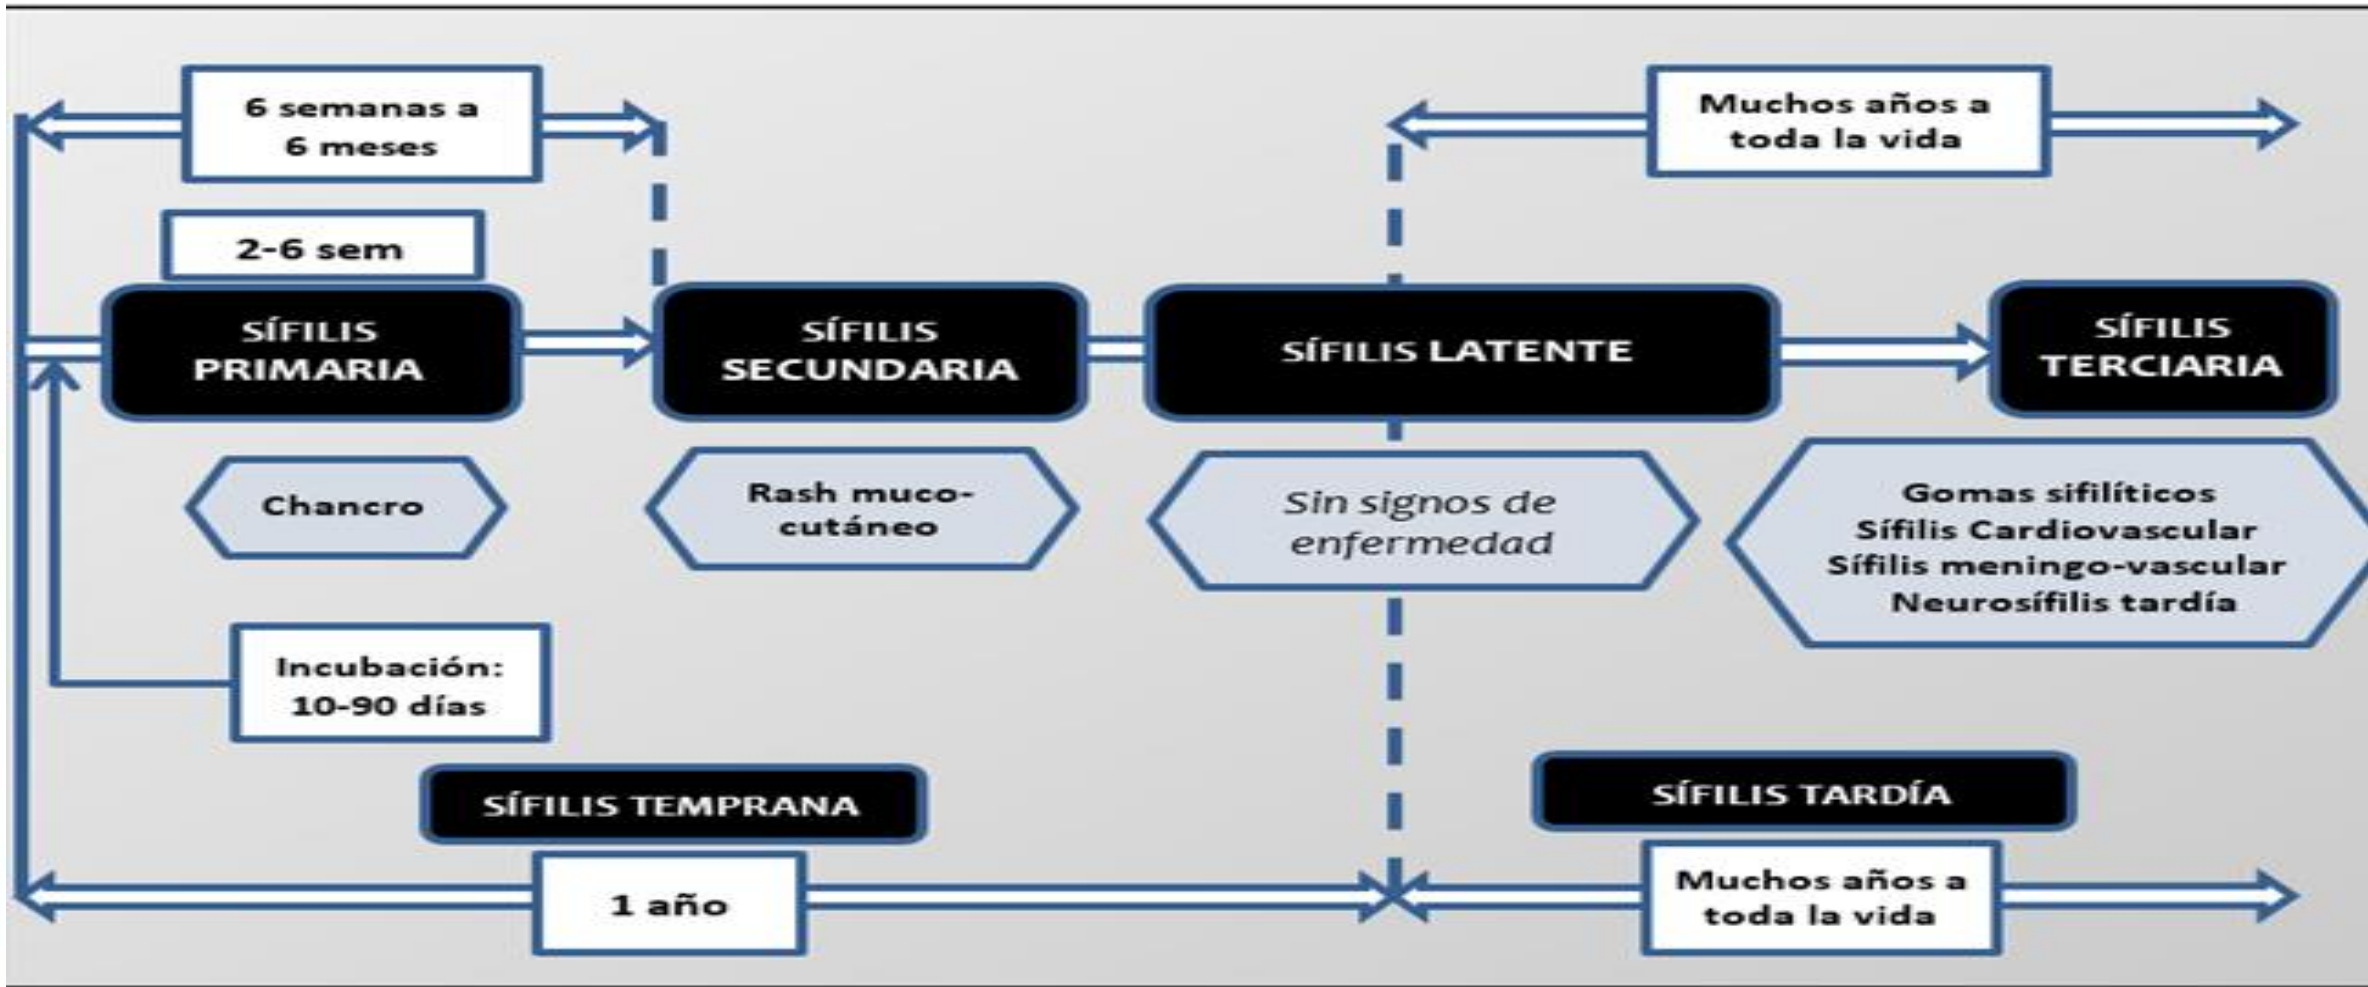 6 semanas a
6 meses
Muchos años a
toda la vida
2-6 sem
SÍFILIS
PRIMARIA
SÍFILIS
SECUNDARIA
SÍFILIS LATENTE
SÍFILIS
TERCIARIA
Chancro
Rash muco-
cutáneo
Sin signos de
enfermedad
Gomas sifilíticos
Sífilis Cardiovascular
Sífilis meningo-vascular
Neurosífilis tardía
Incubación:
10-90 días
SÍFILIS TEMPRANA
1 año
SÍFILIS TARDÍA
Muchos años a
toda la vida